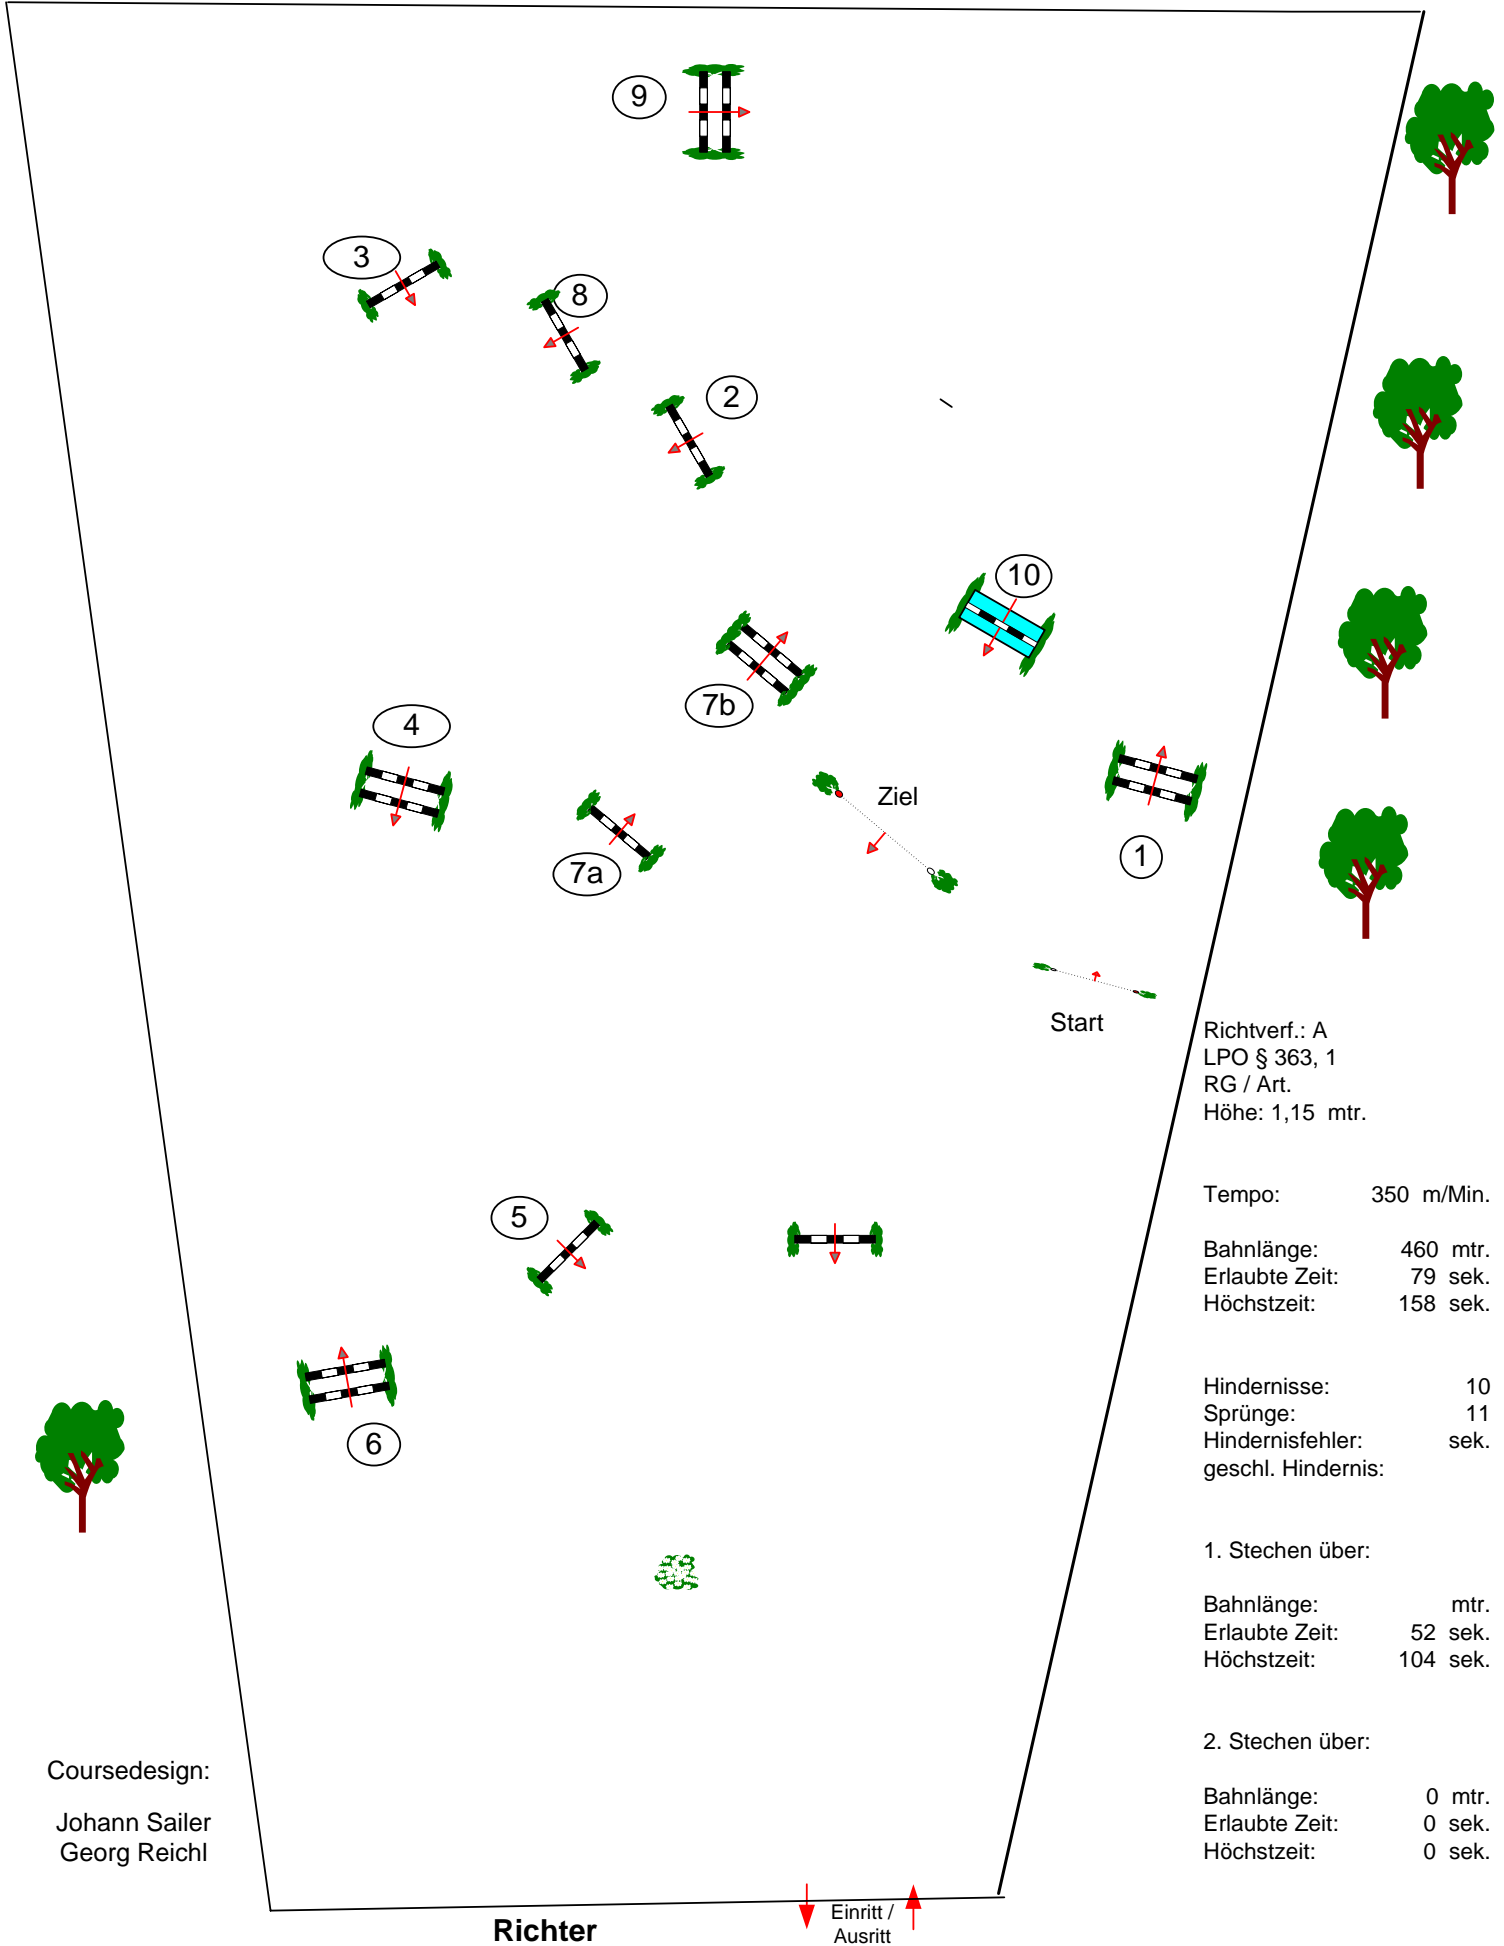 9
3
8
2
10
7b
4
Ziel
7a
1
Start
Richtverf.: A
LPO § 363, 1
RG / Art.
Höhe: 1,15 mtr.
Tempo: 350 m/Min.
5
Bahnlänge: 460 mtr.
Erlaubte Zeit: 79 sek.
Höchstzeit: 158 sek.
6
Hindernisse: 10
Sprünge: 11
Hindernisfehler: sek.
geschl. Hindernis:
1. Stechen über:
Bahnlänge: mtr.
Erlaubte Zeit: 52 sek.
Höchstzeit: 104 sek.
2. Stechen über:
Bahnlänge: 0 mtr.
Erlaubte Zeit: 0 sek.
Höchstzeit: 0 sek.
Coursedesign:
Johann Sailer
Georg Reichl
Richter
Einritt /
Ausritt